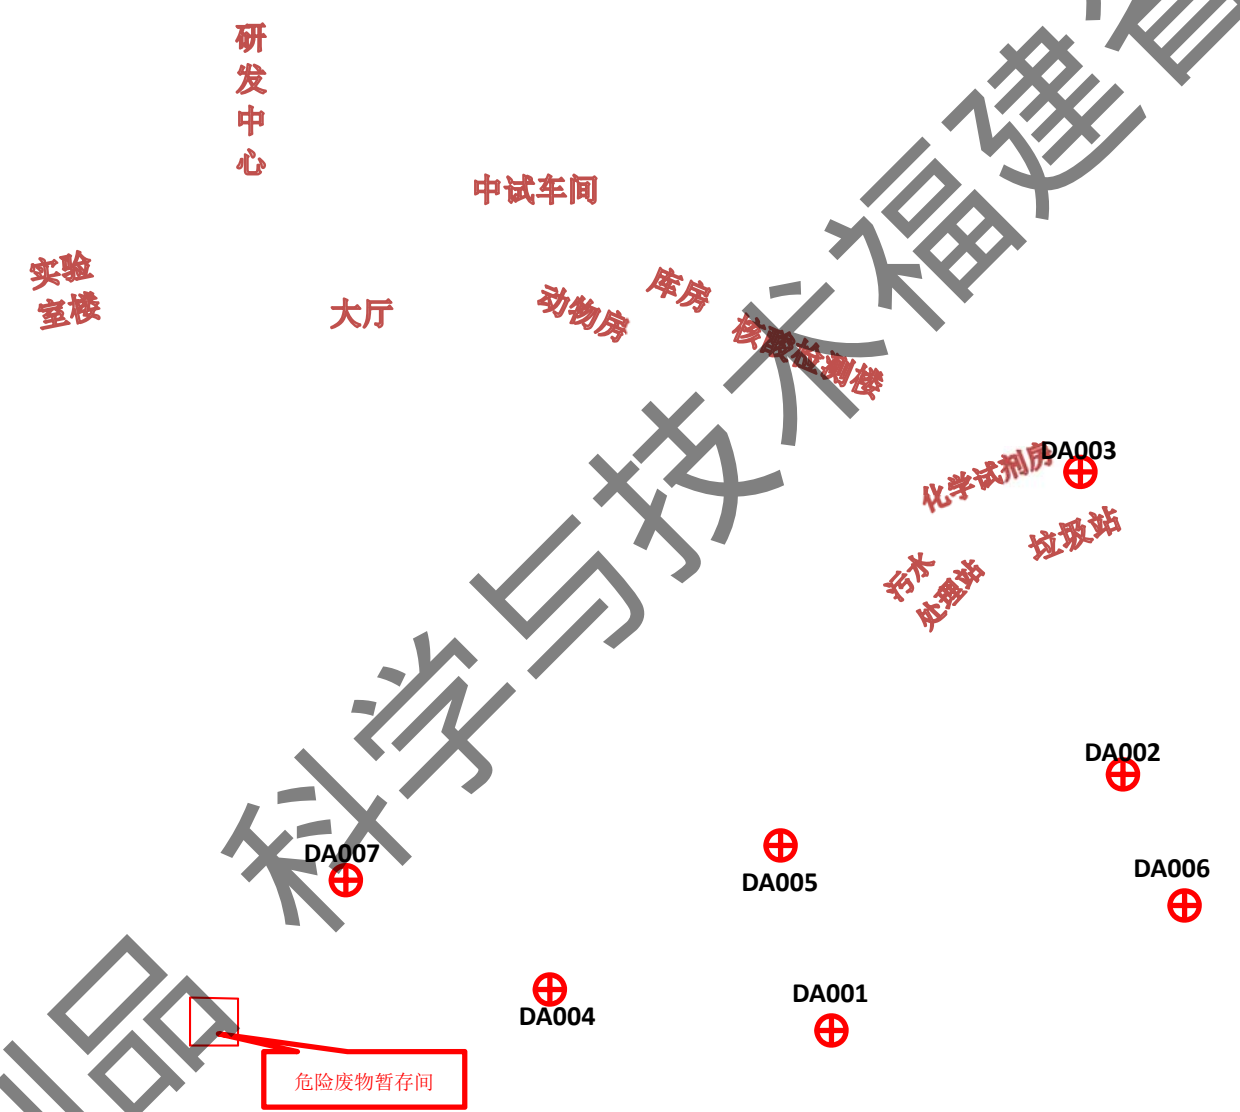 研发中心
中试车间
实验
室楼
大厅
动物房
库房
核酸检测楼
DA003
化学试剂房
垃圾站
污水
处理站
DA002
DA007
DA005
DA006
DA004
DA001
危险废物暂存间
品 科学与技术福建省